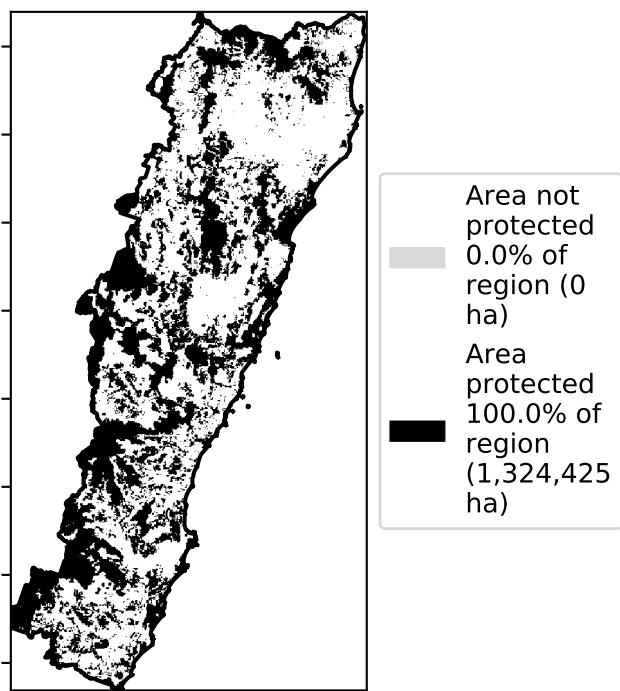 Area not
protected
0.0% of
region (0
ha)
Area
protected
100.0% of
region
(1,324,425
ha)